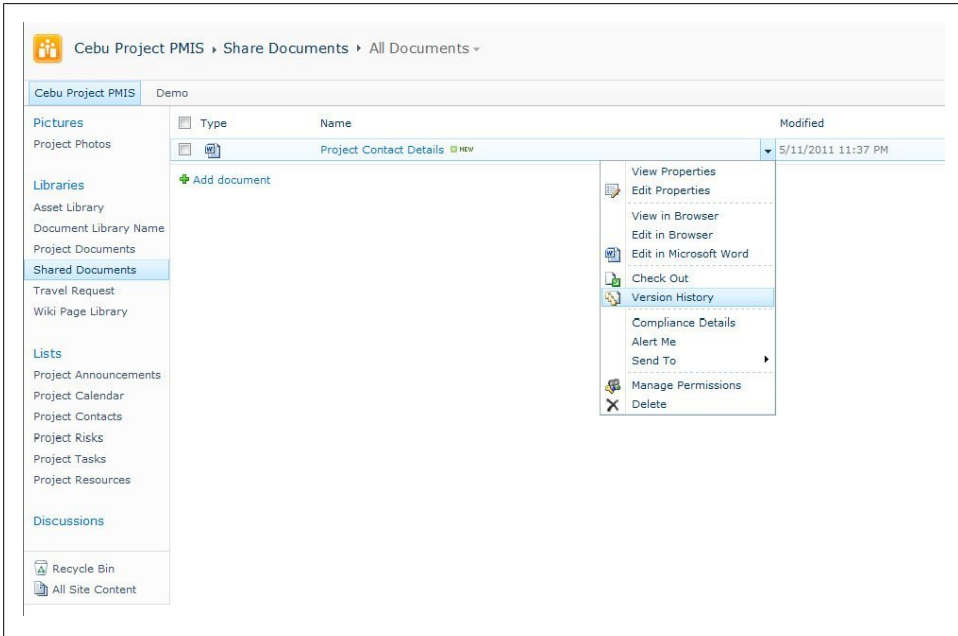 Cebu Project PMIS ▸ Share Documents ▸ All Documents
Cebu Project PMIS Demo
Pictures
Project Photos
Libraries
Asset Library
Document Library Name
Project Documents
Shared Documents
Travel Request
Wiki Page Library
Lists
Project Announcements
Project Calendar
Project Contacts
Project Risks
Project Tasks
Project Resources
Discussions
Recycle Bin
All Site Content
Type Name Modified
Project Contact Details NEW 5/11/2011 11:37 PM
Add document
View Properties
Edit Properties
View in Browser
Edit in Browser
Edit in Microsoft Word
Check Out
Version History
Compliance Details
Alert Me
Send To
Manage Permissions
Delete